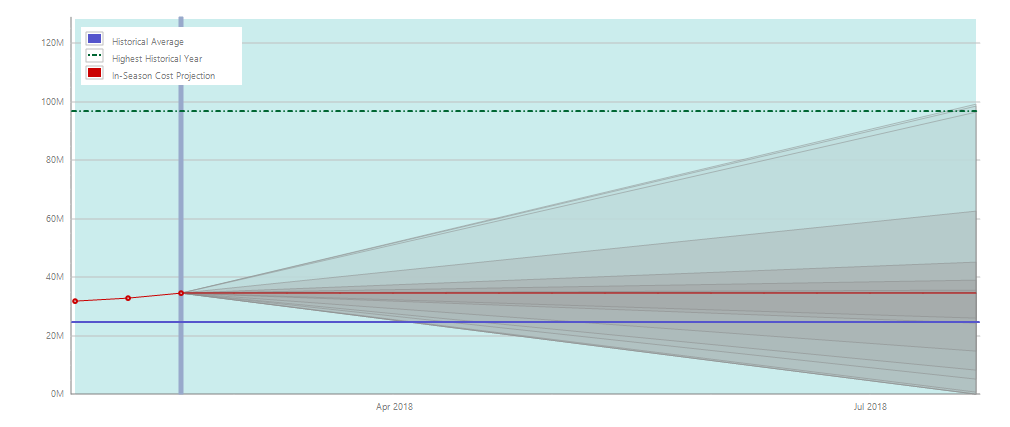 120M
100M
80M
60M
40M
20M
0M
Historical Average
Highest Historical Year
In-Season Cost Projection
Apr 2018
Jul 2018